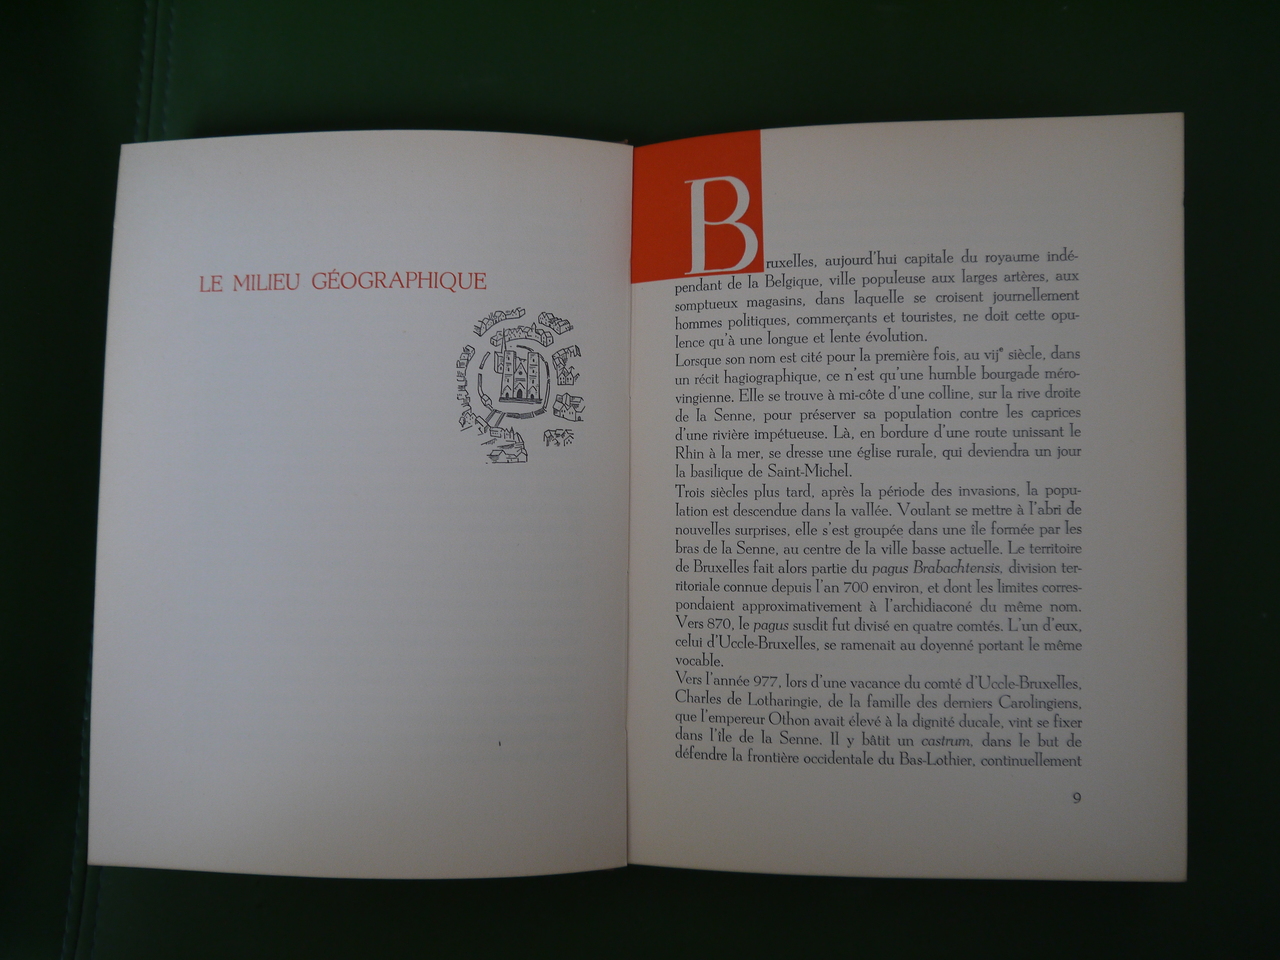 LE MILIEU GÉOGRAPHIQUE
Bruxelles, aujourd'hui capitale du royaume indé-
pendant de la Belgique, ville populeuse aux larges artères, aux
somptueux magasins, dans laquelle se croisent journellement
hommes politiques, commerçants et touristes, ne doit cette opu-
lence qu'à une longue et lente évolution.
Lorsque son nom est cité pour la première fois, au vijᵉ siècle, dans
un récit hagiographique, ce n'est qu'une humble bourgade méro-
vingienne. Elle se trouve à mi-côte d'une colline, sur la rive droite
de la Senne, pour préserver sa population contre les caprices
d'une rivière impétueuse. Là, en bordure d'une route unissant le
Rhin à la mer, se dresse une église rurale, qui deviendra un jour
la basilique de Saint-Michel.
Trois siècles plus tard, après la période des invasions, la popu-
lation est descendue dans la vallée. Voulant se mettre à l'abri de
nouvelles surprises, elle s'est groupée dans une île formée par les
bras de la Senne, au centre de la ville basse actuelle. Le territoire
de Bruxelles fait alors partie du pagus Brabachtensis, division ter-
ritoriale connue depuis l'an 700 environ, et dont les limites corres-
pondaient approximativement à l'archidiaconé du même nom.
Vers 870, le pagus susdit fut divisé en quatre comtés. L'un d'eux,
celui d'Uccle-Bruxelles, se ramenait au doyenné portant le même
vocable.
Vers l'année 977, lors d'une vacance du comté d'Uccle-Bruxelles,
Charles de Lotharingie, de la famille des derniers Carolingiens,
que l'empereur Othon avait élevé à la dignité ducale, vint se fixer
dans l'île de la Senne. Il y bâtit un castrum, dans le but de
défendre la frontière occidentale du Bas-Lothier, continuellement
9